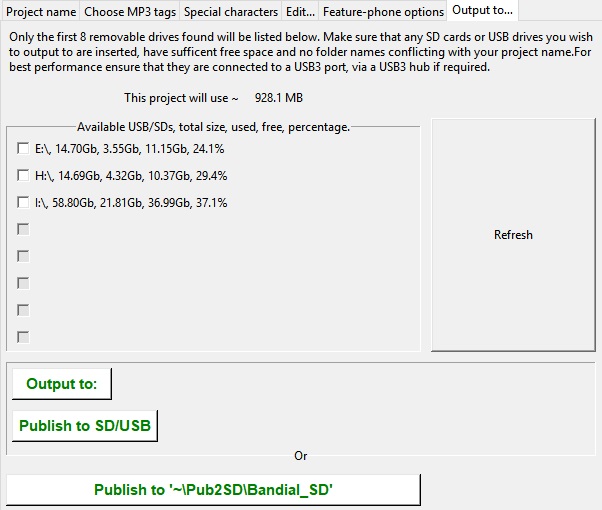 Project name Choose MP3 tags Special characters Edit... Feature-phone options Output to...
Only the first 8 removable drives found will be listed below. Make sure that any SD cards or USB drives you wish
to output to are inserted, have sufficent free space and no folder names conflicting with your project name.For
best performance ensure that they are connected to a USB3 port, via a USB3 hub if required.
This project will use ~ 928.1 MB
Available USB/SDs, total size, used, free, percentage.
E:\, 14.70Gb, 3.55Gb, 11.15Gb, 24.1%
H:\, 14.69Gb, 4.32Gb, 10.37Gb, 29.4%
I:\, 58.80Gb, 21.81Gb, 36.99Gb, 37.1%
Refresh
Output to:
Publish to SD/USB
Or
Publish to '~\Pub2SD\Bandial_SD'